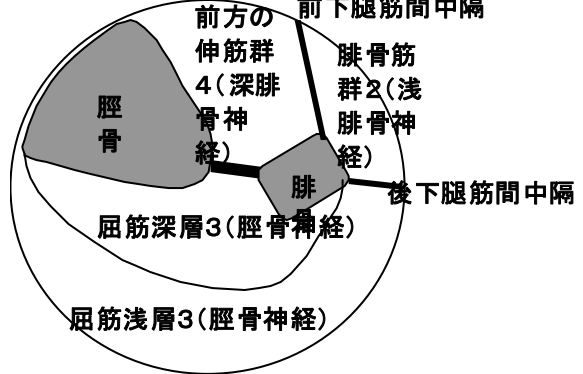 前下腿筋間中隔
前方の
伸筋群
4(深腓
骨神
経)
腓骨筋
群2(浅
腓骨神
経)
脛
骨
腓
骨
後下腿筋間中隔
屈筋深層3(脛骨神経)
屈筋浅層3(脛骨神経)